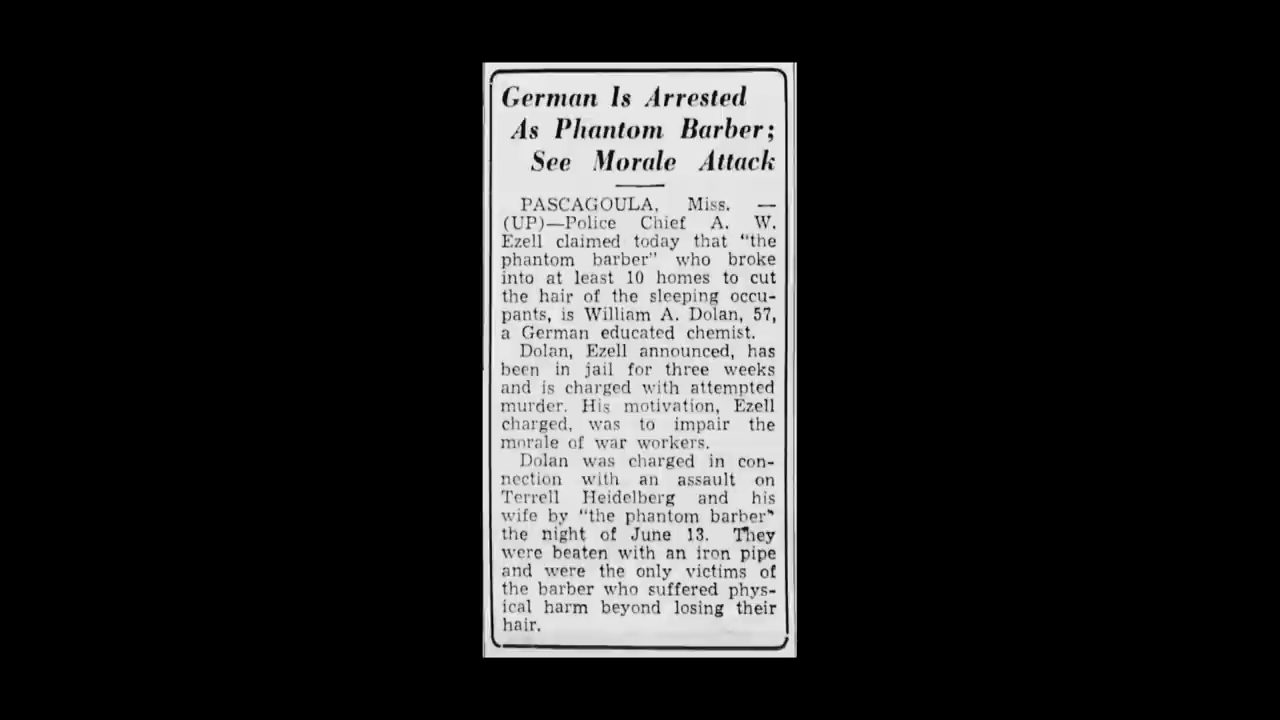 German Is Arrested
As Phantom Barber;
See Morale Attack
PASCAGOULA, Miss. —
(UP)—Police Chief A. W.
Ezell claimed today that "the
phantom barber" who broke
into at least 10 homes to cut
the hair of the sleeping occu-
pants, is William A. Dolan, 57,
a German educated chemist.
Dolan, Ezell announced, has
been in jail for three weeks
and is charged with attempted
murder. His motivation, Ezell
charged, was to impair the
morale of war workers.
Dolan was charged in con-
nection with an assault on
Terrell Heidelberg and his
wife by "the phantom barber"
the night of June 13. They
were beaten with an iron pipe
and were the only victims of
the barber who suffered phys-
ical harm beyond losing their
hair.